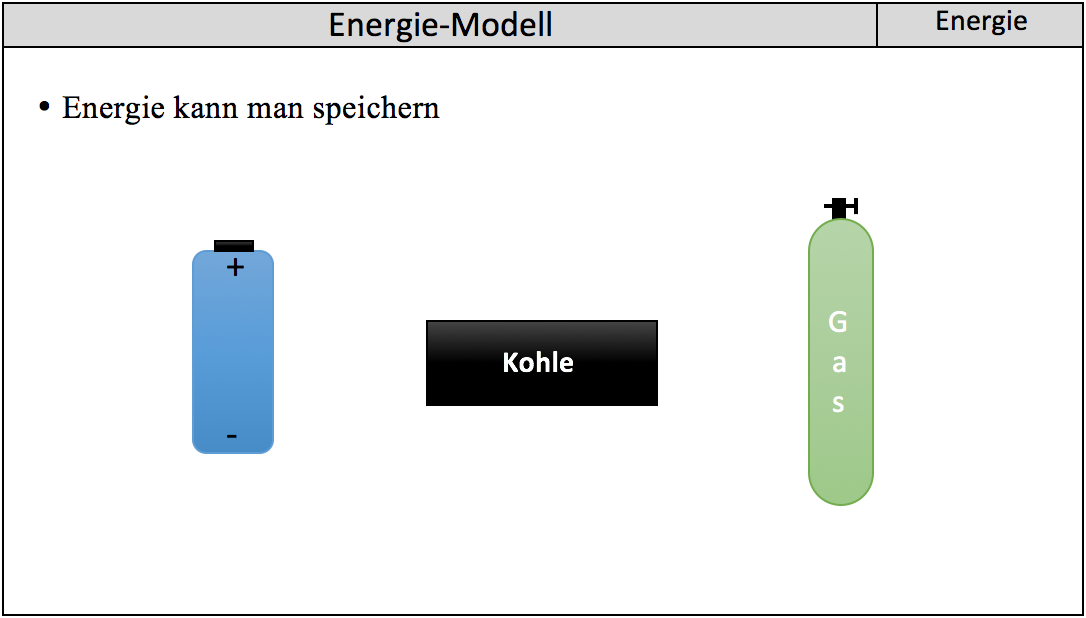 Energie-Modell
Energie
• Energie kann man speichern
+
-
Kohle
G
a
s